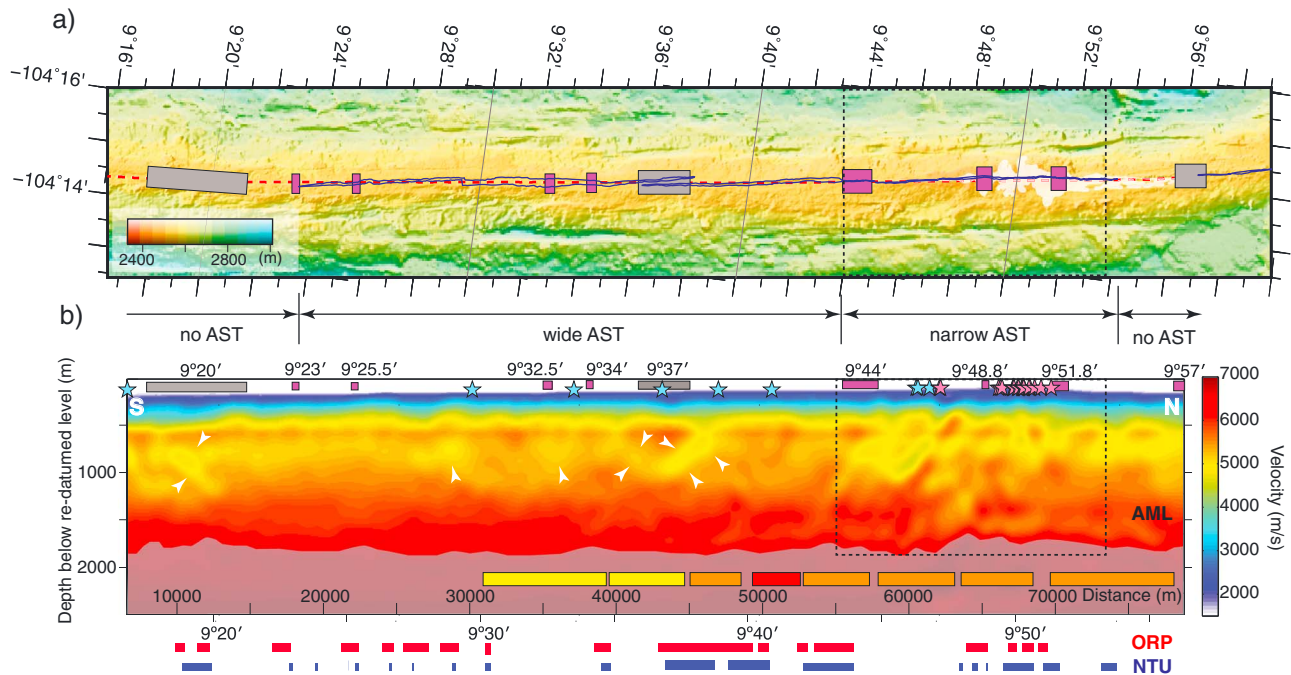 a)
9°16′ 9°20′ 9°24′ 9°28′ 9°32′ 9°36′ 9°40′ 9°44′ 9°48′ 9°52′ 9°56′
−104°16′
−104°14′
2400 2800 (m)
b)
no AST wide AST narrow AST no AST
9°20′ 9°23′ 9°25.5′ 9°32.5′ 9°34′ 9°37′ 9°44′ 9°48.8′ 9°51.8′ 9°57′
S N
Depth below re-datumed level (m)
1000
2000
AML
7000
6000
5000
4000
3000
2000
Velocity (m/s)
10000 20000 30000 40000 50000 60000 70000 Distance (m)
9°20′ 9°30′ 9°40′ 9°50′
ORP
NTU